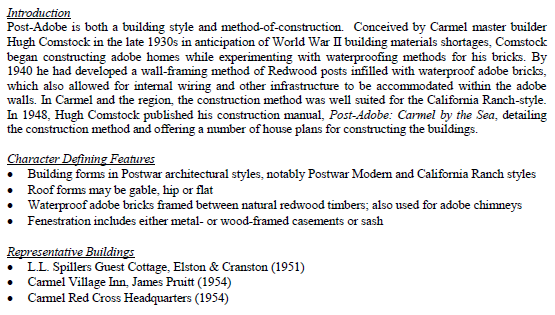 Introduction
Post-Adobe is both a building style and method-of-construction. Conceived by Carmel master builder
Hugh Comstock in the late 1930s in anticipation of World War II building materials shortages, Comstock
began constructing adobe homes while experimenting with waterproofing methods for his bricks. By
1940 he had developed a wall-framing method of Redwood posts infilled with waterproof adobe bricks,
which also allowed for internal wiring and other infrastructure to be accommodated within the adobe
walls. In Carmel and the region, the construction method was well suited for the California Ranch-style.
In 1948, Hugh Comstock published his construction manual, Post-Adobe: Carmel by the Sea, detailing
the construction method and offering a number of house plans for constructing the buildings.
Character Defining Features
• Building forms in Postwar architectural styles, notably Postwar Modern and California Ranch styles
• Roof forms may be gable, hip or flat
• Waterproof adobe bricks framed between natural redwood timbers; also used for adobe chimneys
• Fenestration includes either metal- or wood-framed casements or sash
Representative Buildings
• L.L. Spillers Guest Cottage, Elston & Cranston (1951)
• Carmel Village Inn, James Pruitt (1954)
• Carmel Red Cross Headquarters (1954)